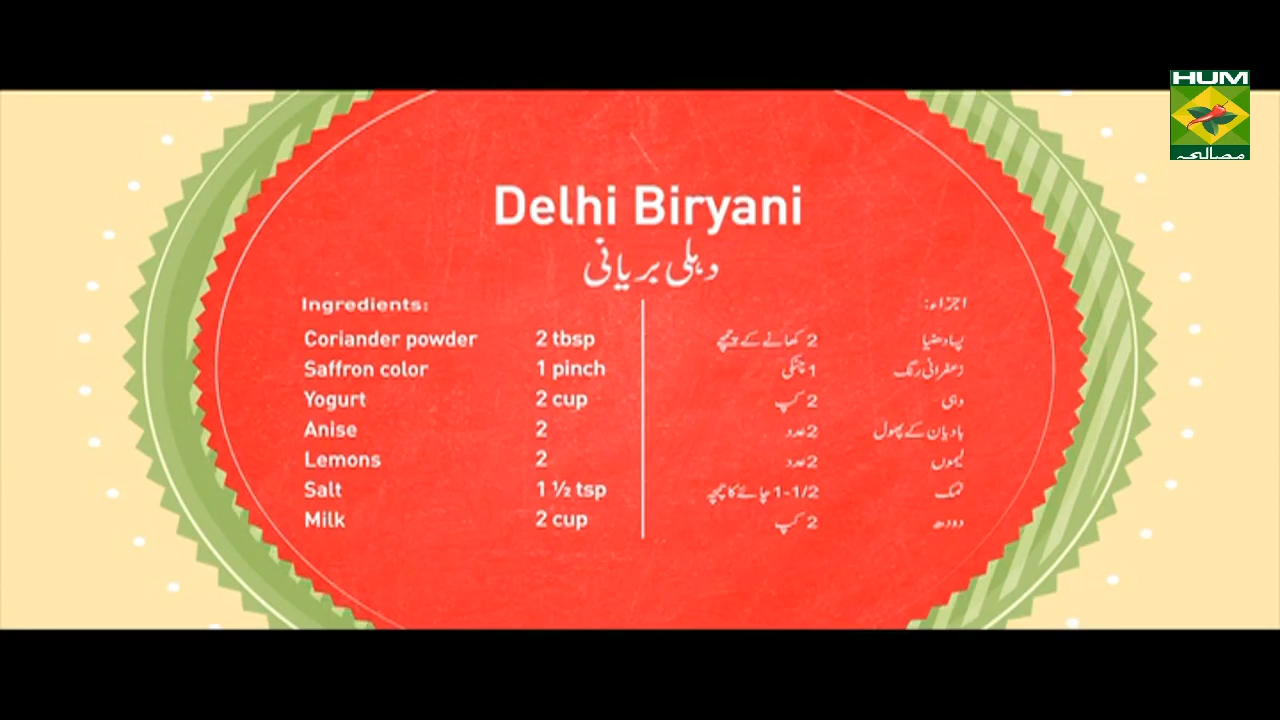 HUM
مصالحہ
Delhi Biryani
دہلی بریانی
Ingredients:
Coriander powder 2 tbsp
Saffron color 1 pinch
Yogurt 2 cup
Anise 2
Lemons 2
Salt 1 ½ tsp
Milk 2 cup
اجزاء:
پسا دھنیا 2 کھانے کے چمچے
زعفرانی رنگ 1 چٹکی
دہی 2 کپ
بادیان کے پھول 2 عدد
لیموں 2 عدد
نمک 1-1/2 چائے کا چمچہ
دودھ 2 کپ